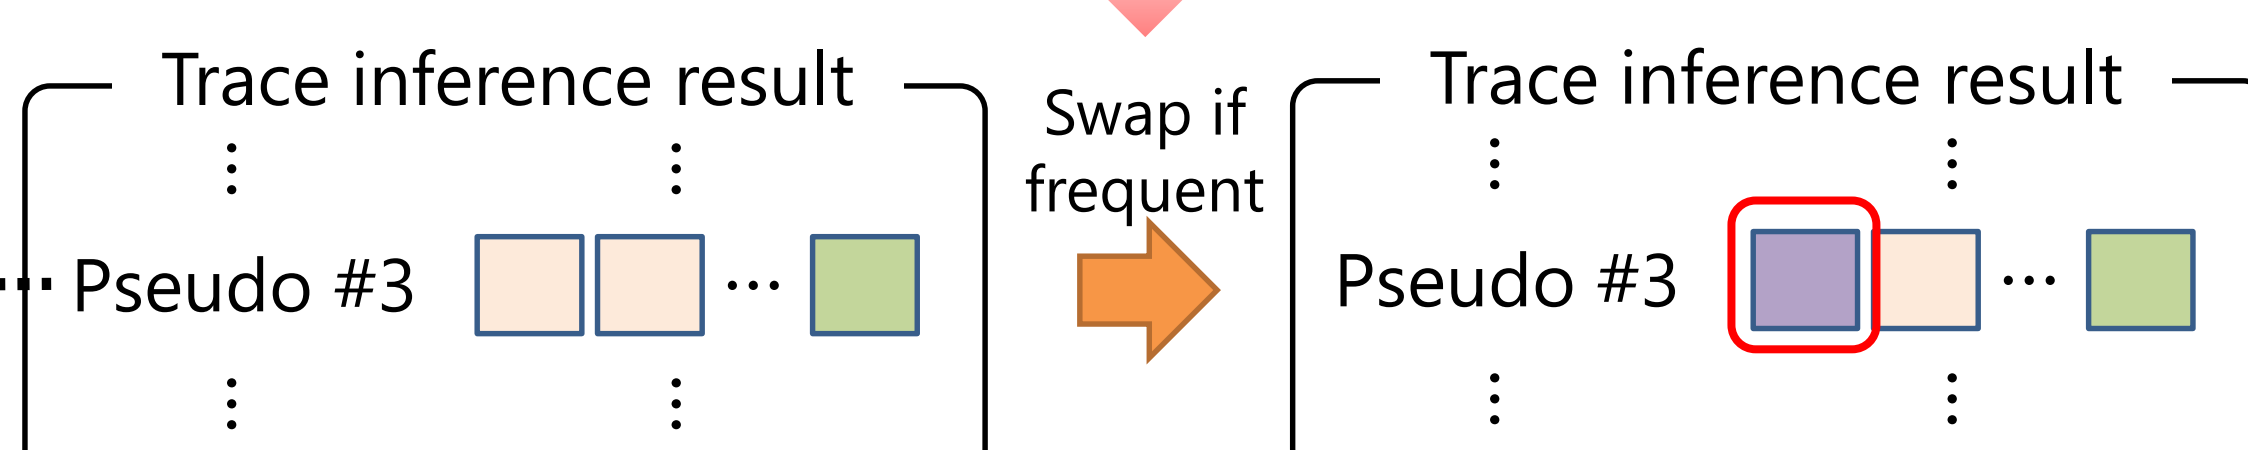 Trace inference result
Swap if
frequent
Trace inference result
⋮ ⋮
⋮ ⋮
… Pseudo #3 …
Pseudo #3 …
⋮ ⋮
⋮ ⋮